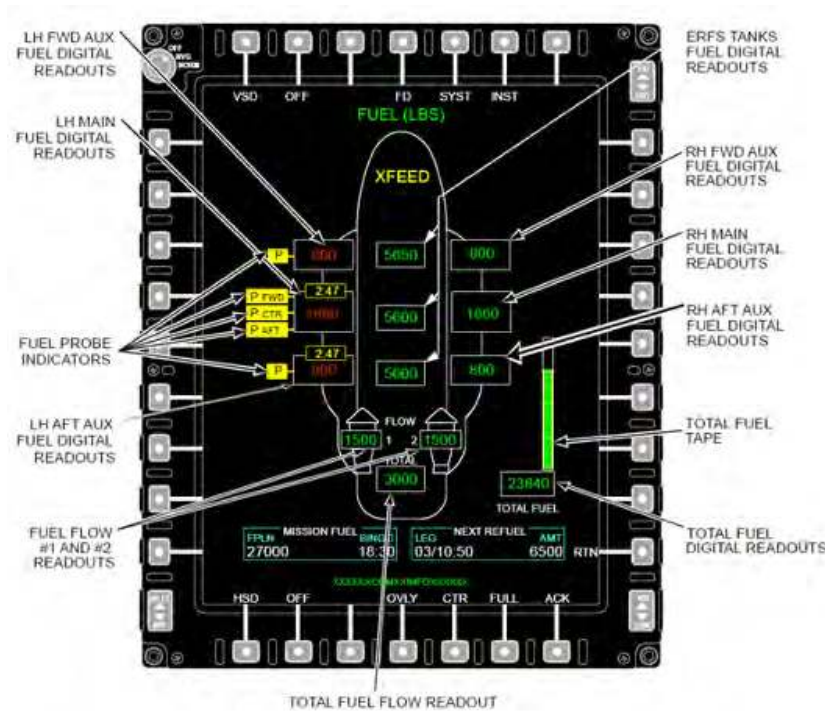 LH FWD AUX
FUEL DIGITAL
READOUTS
ERFS TANKS
FUEL DIGITAL
READOUTS
OFF
VSD OFF FD SYST INST
FUEL (LBS)
LH MAIN
FUEL DIGITAL
READOUTS
XFEED
RH FWD AUX
FUEL DIGITAL
READOUTS
P 5650 800
RH MAIN
FUEL DIGITAL
READOUTS
2.47
P FWD
P CTR 5600 1660
P AFT
RH AFT AUX
FUEL DIGITAL
READOUTS
FUEL PROBE
INDICATORS
2.47
P 800 5000 800
LH AFT AUX
FUEL DIGITAL
READOUTS
FLOW
1500 1 2 1500
TOTAL
3000
TOTAL FUEL
TAPE
23840
TOTAL FUEL
FUEL FLOW
#1 AND #2
READOUTS
TOTAL FUEL
DIGITAL READOUTS
MISSION FUEL
FPLN BINGO
27000 18:30
NEXT REFUEL
LEG AMT
03/10:50 6500
RTN
HSD OFF OVLY CTR FULL ACK
TOTAL FUEL FLOW READOUT